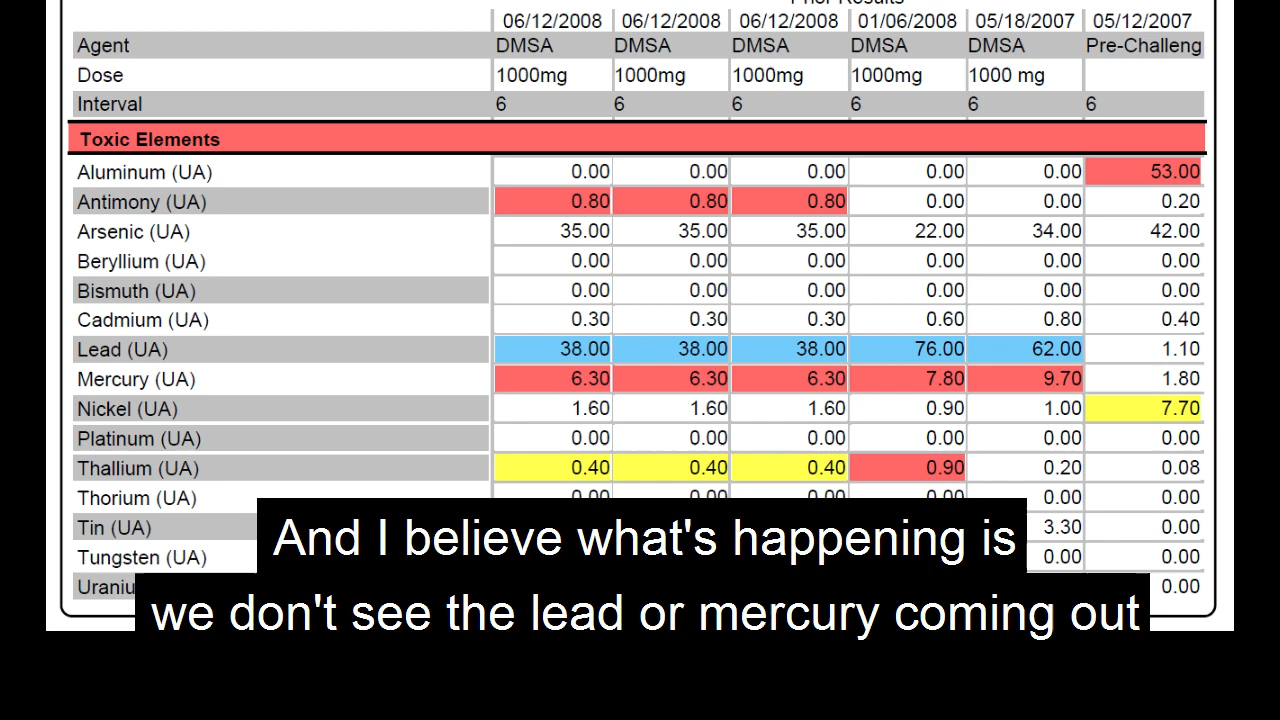 Prior Results
06/12/2008 06/12/2008 06/12/2008 01/06/2008 05/18/2007 05/12/2007
Agent DMSA DMSA DMSA DMSA DMSA Pre-Challeng
Dose 1000mg 1000mg 1000mg 1000mg 1000 mg
Interval 6 6 6 6 6 6
Toxic Elements
Aluminum (UA) 0.00 0.00 0.00 0.00 0.00 53.00
Antimony (UA) 0.80 0.80 0.80 0.00 0.00 0.20
Arsenic (UA) 35.00 35.00 35.00 22.00 34.00 42.00
Beryllium (UA) 0.00 0.00 0.00 0.00 0.00 0.00
Bismuth (UA) 0.00 0.00 0.00 0.00 0.00 0.00
Cadmium (UA) 0.30 0.30 0.30 0.60 0.80 0.40
Lead (UA) 38.00 38.00 38.00 76.00 62.00 1.10
Mercury (UA) 6.30 6.30 6.30 7.80 9.70 1.80
Nickel (UA) 1.60 1.60 1.60 0.90 1.00 7.70
Platinum (UA) 0.00 0.00 0.00 0.00 0.00 0.00
Thallium (UA) 0.40 0.40 0.40 0.90 0.20 0.08
Thorium (UA) 0.00 0.00 0.00 0.00 0.00 0.00
Tin (UA) 3.30 0.00
Tungsten (UA) 0.00 0.00
0.00
And I believe what's happening is
we don't see the lead or mercury coming out